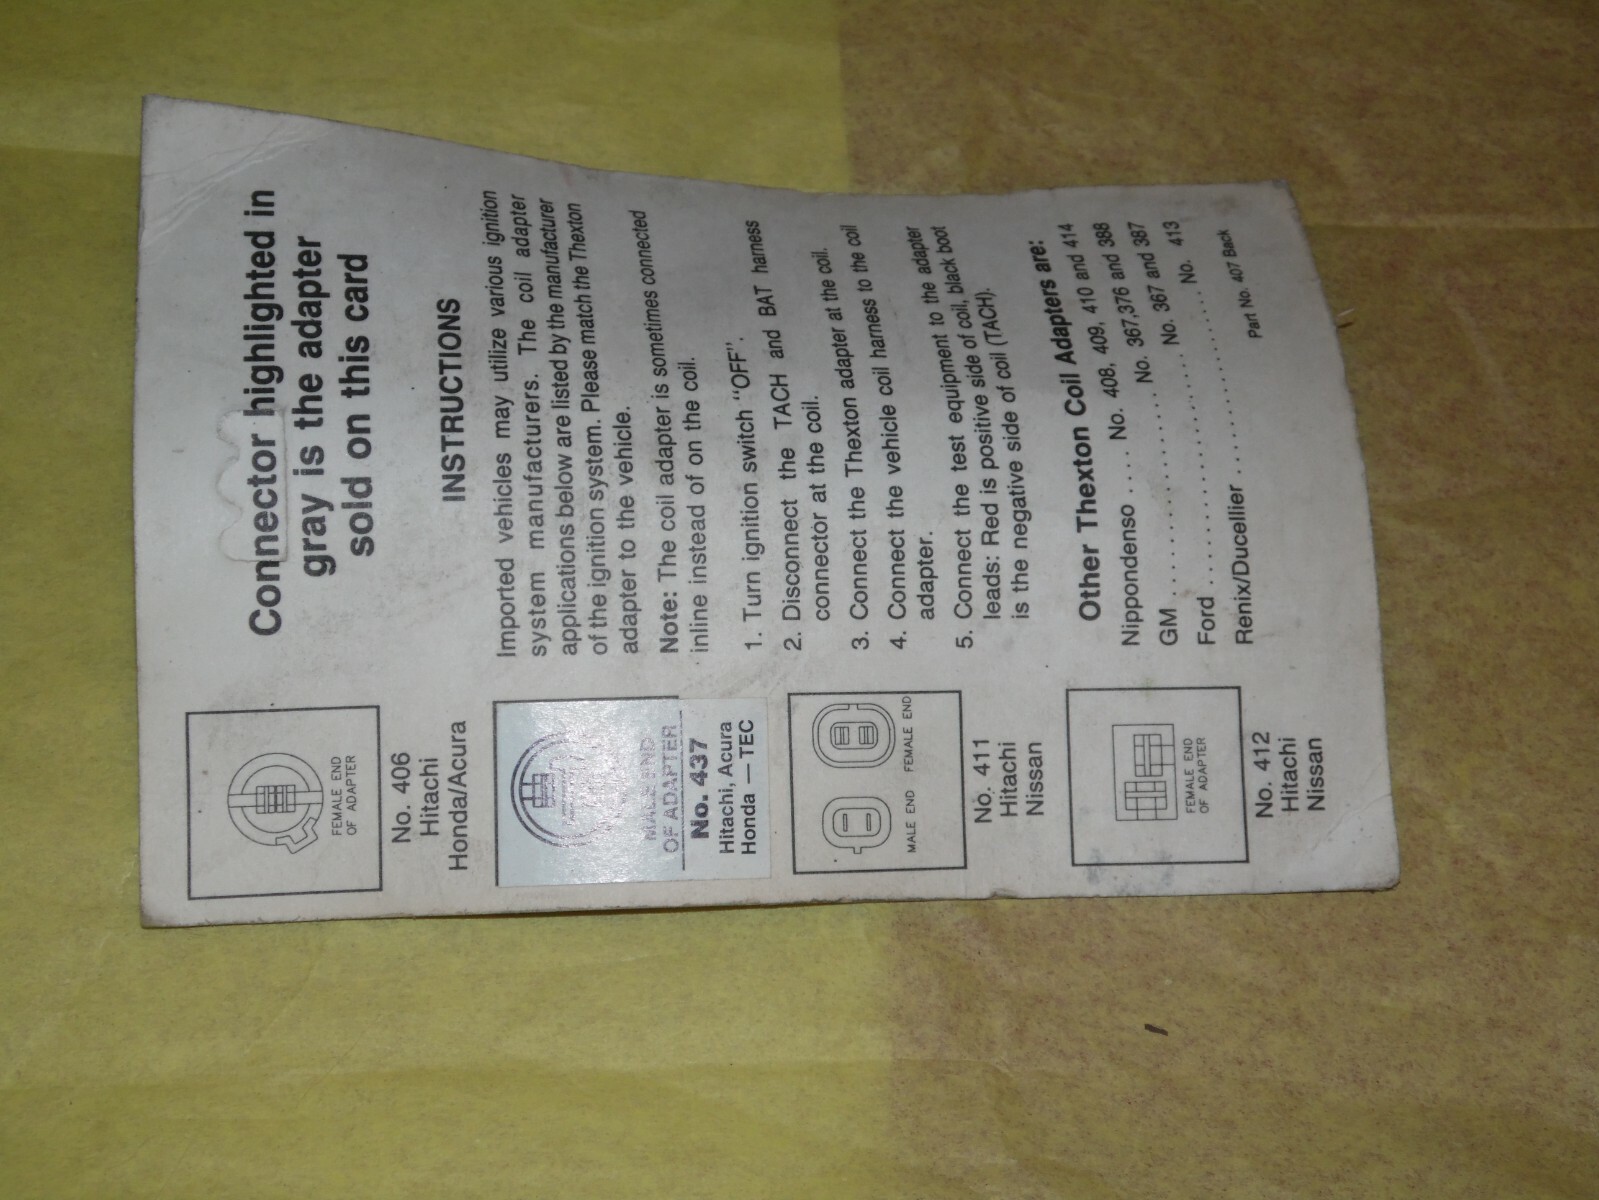 Connector highlighted in
gray is the adapter
sold on this card
INSTRUCTIONS
Imported vehicles may utilize various ignition
system manufacturers. The coil adapter
applications below are listed by the manufacturer
of the ignition system. Please match the Thexton
adapter to the vehicle.
Note: The coil adapter is sometimes connected
inline instead of on the coil.
1. Turn ignition switch "OFF".
2. Disconnect the TACH and BAT harness
connector at the coil.
3. Connect the Thexton adapter at the coil.
4. Connect the vehicle coil harness to the coil
adapter.
5. Connect the test equipment to the adapter
leads: Red is positive side of coil, black boot
is the negative side of coil (TACH).
Other Thexton Coil Adapters are:
Nippondenso .... No. 408, 409, 410 and 414
GM .................... No. 367,376 and 388
Ford ........................ No. 367 and 387
Renix/Ducellier .................... No. 413
Part No. 407 Back
FEMALE END
OF ADAPTER
No. 406
Hitachi
Honda/Acura
MALE END
OF ADAPTER
No. 437
Hitachi, Acura
Honda — TEC
MALE END FEMALE END
No. 411
Hitachi
Nissan
FEMALE END
OF ADAPTER
No. 412
Hitachi
Nissan